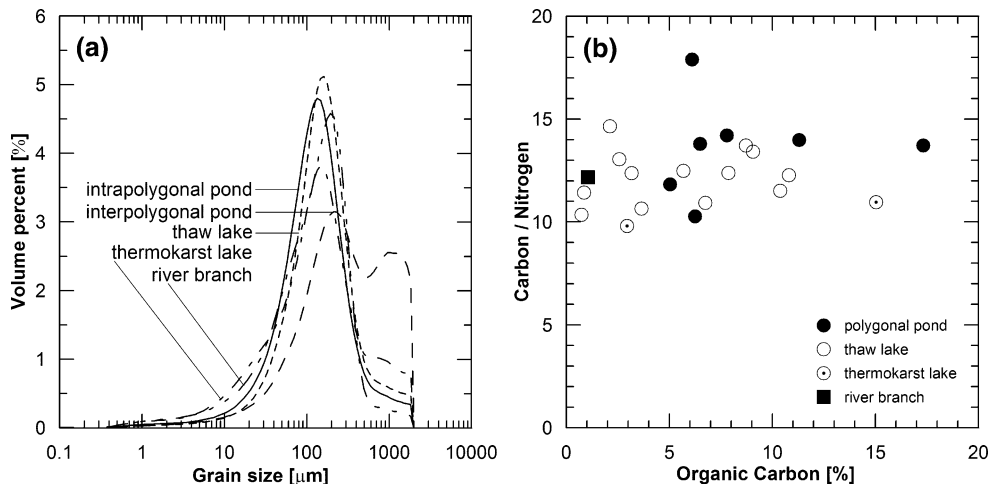 (a)
Volume percent [%]
6
5
4
3
2
1
0
intrapolygonal pond
interpolygonal pond
thaw lake
thermokarst lake
river branch
0.1
1
10
100
1000
10000
Grain size [µm]
(b)
Carbon / Nitrogen
20
15
10
5
0
polygonal pond
thaw lake
thermokarst lake
river branch
0
5
10
15
20
Organic Carbon [%]